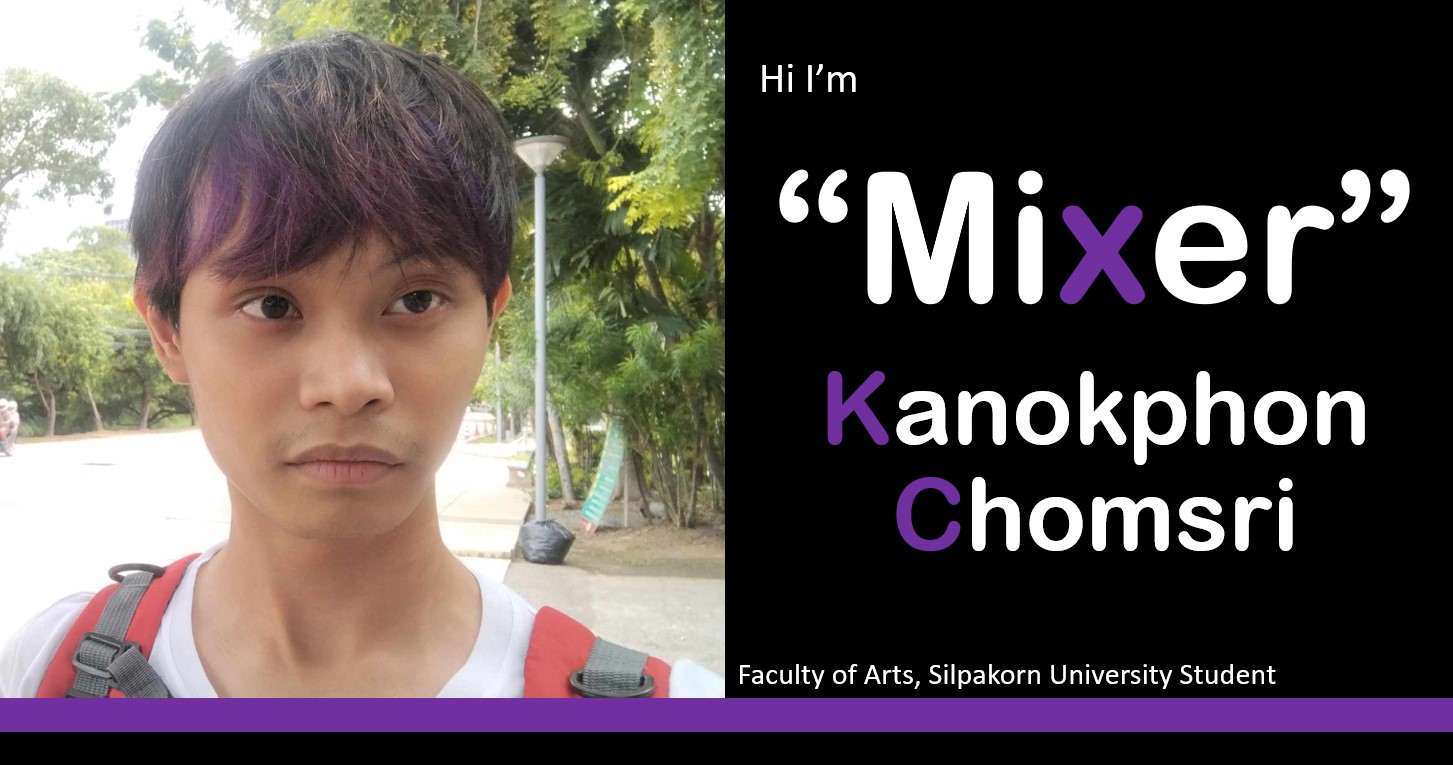 Hi I’m
“Mixer”
Kanokphon
Chomsri
Faculty of Arts, Silpakorn University Student